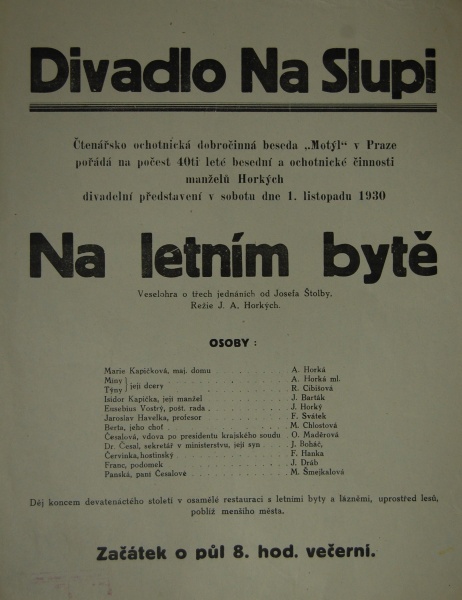 Divadlo Na Slupi
Čtenářsko ochotnická dobročinná beseda „Motýl“ v Praze
pořádá na počest 40ti leté besední a ochotnické činnosti
manželů Horkých
divadelní představení v sobotu dne 1. listopadu 1930
Na letním bytě
Veselohra o třech jednáních od Josefa Štolby.
Režie J. A. Horkých.
OSOBY :
Marie Kapičková, maj. domu . . . . . . . . . A. Horká
Miny } její dcery . . . . . . . . . A. Horká ml.
Týny } . . . . . . . . . R. Cibišová
Isidor Kapička, její manžel . . . . . . . . . J. Barták
Eusebius Vostrý, pošt. rada . . . . . . . . . J. Horký
Jaroslav Havelka, profesor . . . . . . . . . F. Svátek
Berta, jeho choť . . . . . . . . . M. Chlostová
Česalová, vdova po presidentu krajského soudu O. Maděrová
Dr. Česal, sekretář v ministerstvu, její syn . . J. Boháč,
Červinka, hostinský . . . . . . . . . F. Hanka
Franc, podomek . . . . . . . . . J. Dráb
Panská, paní Česalové . . . . . . . . . M. Šmejkalová
Děj koncem devatenáctého století v osamělé restauraci s letními byty a lázněmi, uprostřed lesů,
poblíž menšího města.
Začátek o půl 8. hod. večerní.